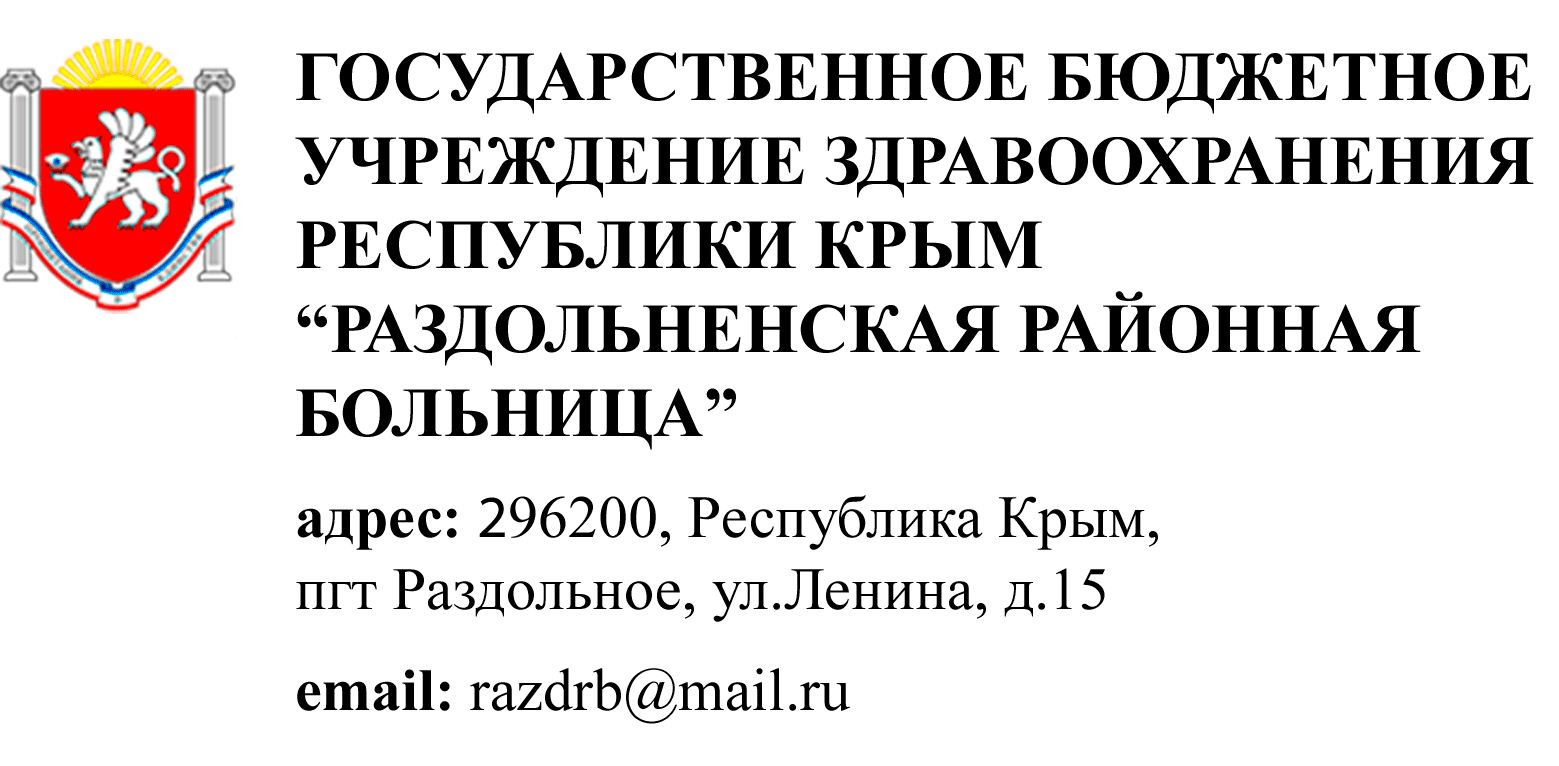 ГОСУДАРСТВЕННОЕ БЮДЖЕТНОЕ
УЧРЕЖДЕНИЕ ЗДРАВООХРАНЕНИЯ
РЕСПУБЛИКИ КРЫМ
“РАЗДОЛЬНЕНСКАЯ РАЙОННАЯ
БОЛЬНИЦА”
адрес: 296200, Республика Крым,
пгт Раздольное, ул.Ленина, д.15
email: razdrb@mail.ru